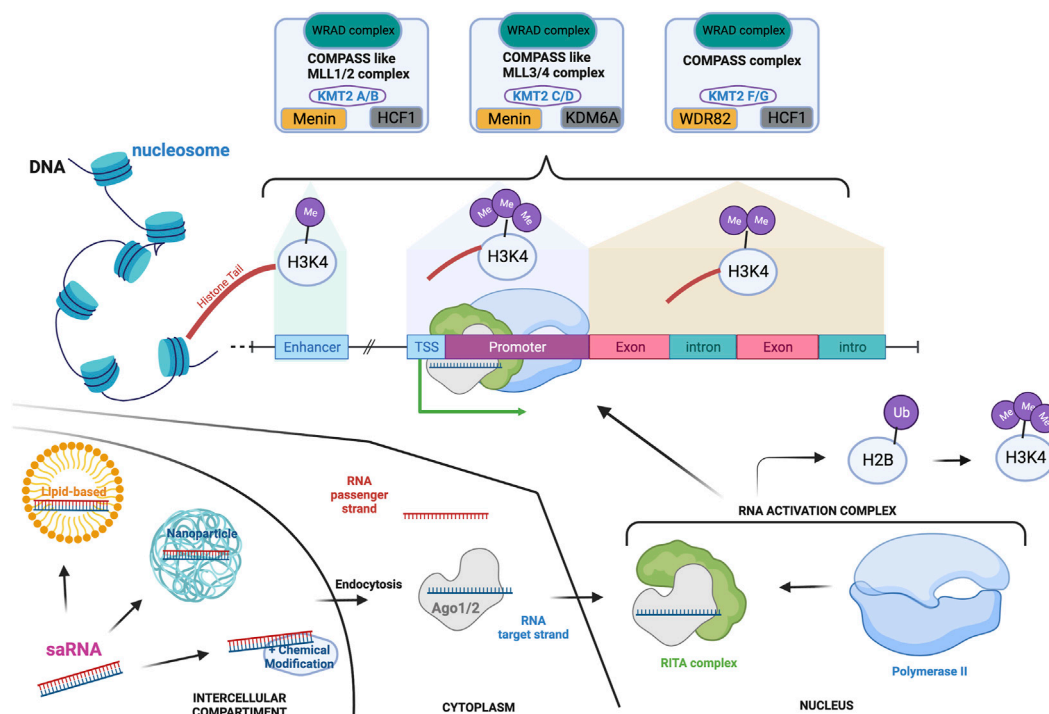 WRAD complex
COMPASS like
MLL1/2 complex
KMT2 A/B
Menin
HCF1
WRAD complex
COMPASS like
MLL3/4 complex
KMT2 C/D
Menin
KDM6A
WRAD complex
COMPASS complex
KMT2 F/G
WDR82
HCF1
DNA
nucleosome
Histone Tail
Me
H3K4
Me
Me
Me
H3K4
Me
Me
H3K4
Enhancer
TSS
Promoter
Exon
intron
Exon
intro
Ub
H2B
Me
Me
Me
H3K4
RNA ACTIVATION COMPLEX
Lipid-based
Nanoparticle
saRNA
+ Chemical
Modification
INTERCELLULAR
COMPARTIMENT
Endocytosis
RNA
passenger
strand
Ago1/2
RNA
target strand
CYTOPLASM
RITA complex
Polymerase II
NUCLEUS